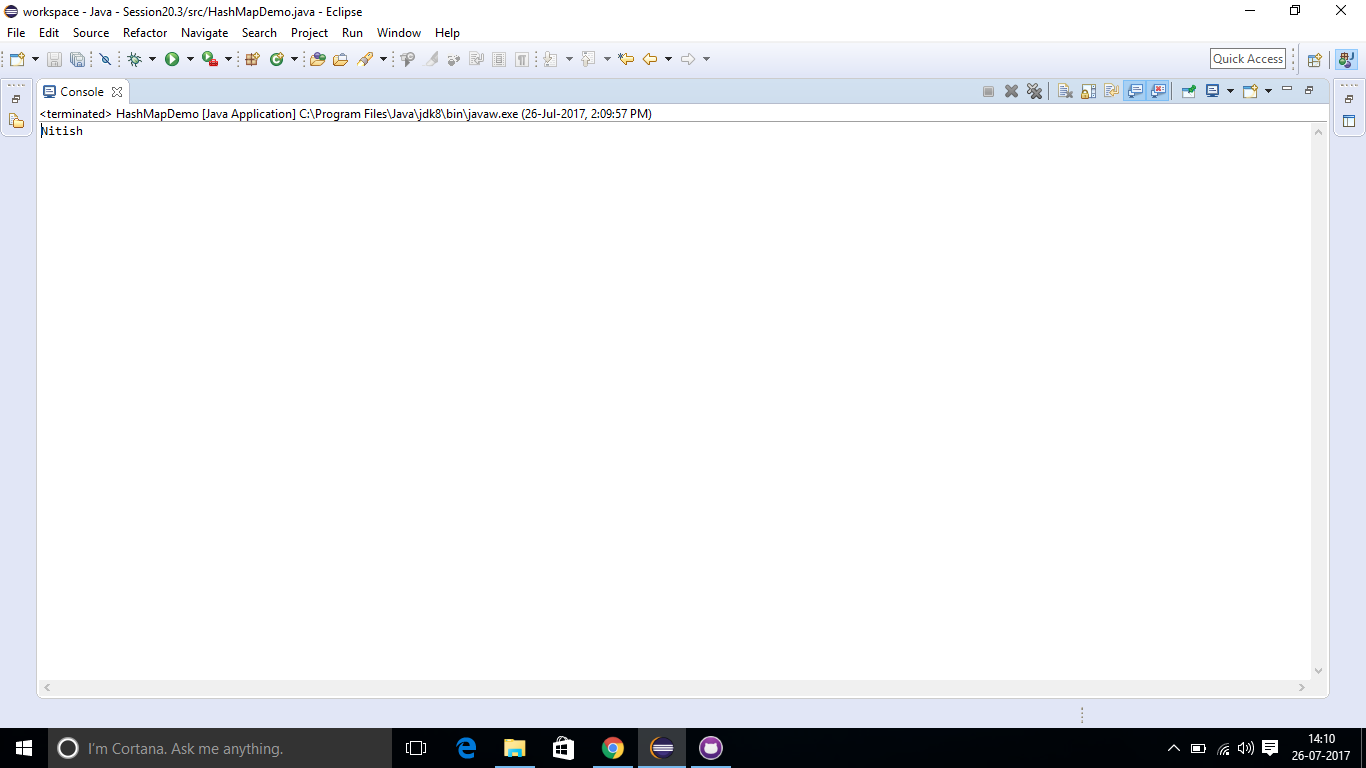 workspace - Java - Session20.3/src/HashMapDemo.java - Eclipse
File Edit Source Refactor Navigate Search Project Run Window Help
Quick Access
Console
<terminated> HashMapDemo [Java Application] C:\Program Files\Java\jdk8\bin\javaw.exe (26-Jul-2017, 2:09:57 PM)
Nitish
I'm Cortana. Ask me anything.
14:10
26-07-2017